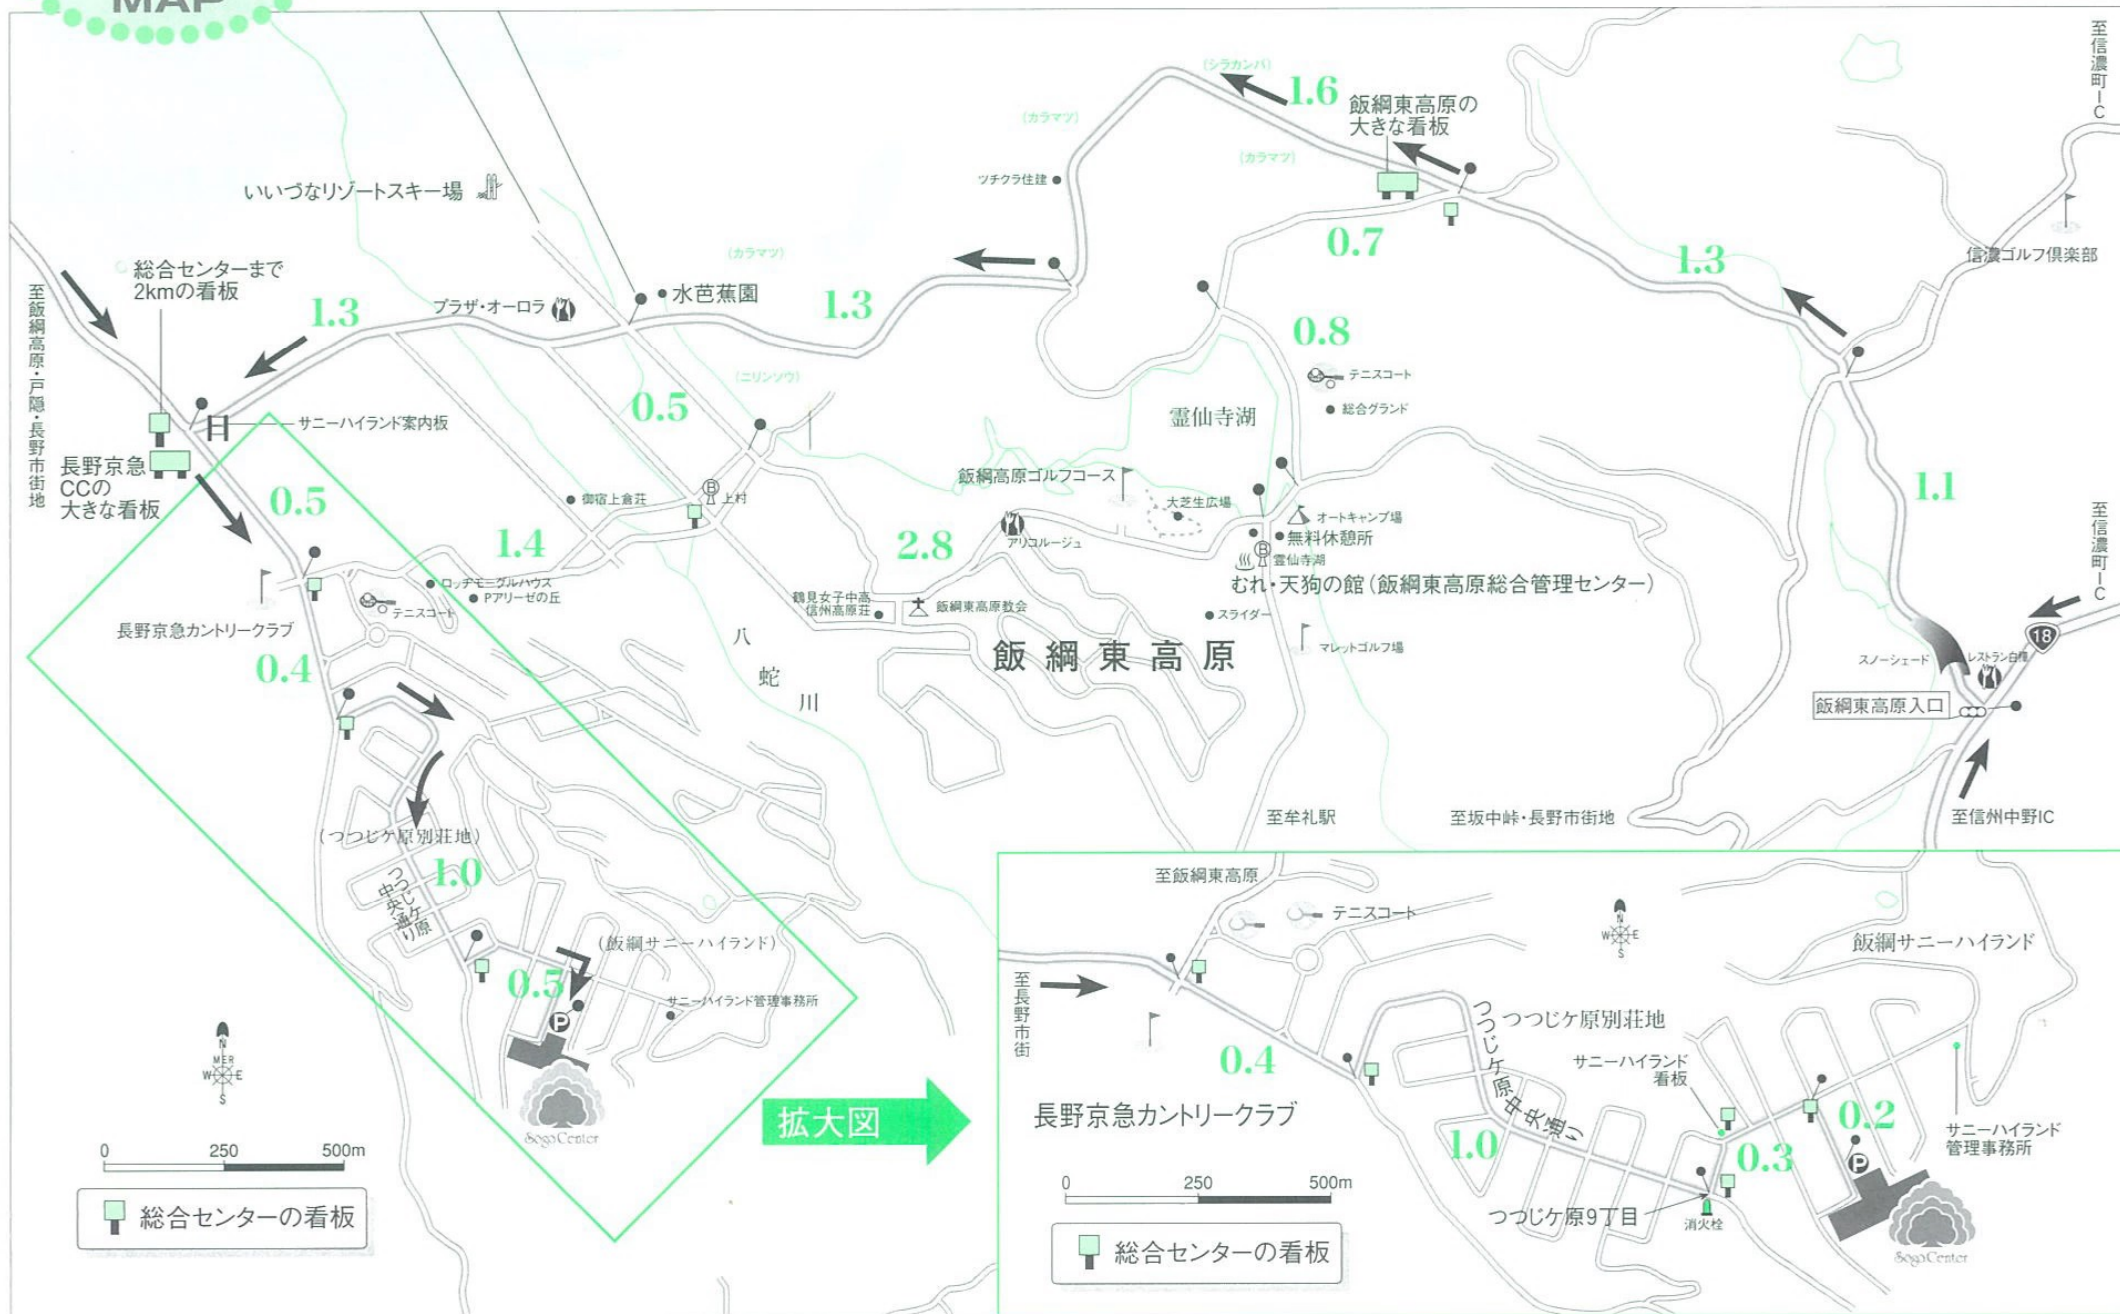 MAP
至信濃町IC
(シラカンバ)
1.6
飯綱東高原の
大きな看板
(カラマツ)
(カラマツ)
ツチクラ住建
いいづなリゾートスキー場
0.7
1.3
信濃ゴルフ倶楽部
総合センターまで
2kmの看板
(カラマツ)
水芭蕉園
プラザ・オーロラ
1.3
1.3
0.8
至飯綱高原・戸隠・長野市街地
テニスコート
(ニリンソウ)
0.5
総合グランド
霊仙寺湖
サニーハイランド案内板
長野京急
CCの
大きな看板
0.5
御宿上倉荘
上村
飯綱高原ゴルフコース
大芝生広場
1.1
至信濃町IC
1.4
2.8
アリコルージュ
オートキャンプ場
無料休憩所
霊仙寺湖
むれ・天狗の館(飯綱東高原総合管理センター)
ロッヂモーグルハウス
Pアリーゼの丘
テニスコート
鶴見女子中高
信州高原荘
飯綱東高原教会
スライダー
長野京急カントリークラブ
八蛇川
飯綱東高原
マレットゴルフ場
18
スノーシェード
レストラン白樺
0.4
飯綱東高原入口
至牟礼駅
至坂中峠・長野市街地
至信州中野IC
(つつじケ原別荘地)
1.0
つつじケ原
中央通り
(飯綱サニーハイランド)
0.5
サニーハイランド管理事務所
P
N
MER
W E
S
Sogo Center
0 250 500m
総合センターの看板
拡大図
至飯綱東高原
テニスコート
N
W E
S
飯綱サニーハイランド
至長野市街
つつじケ原別荘地
0.4
つつじケ原中央通り
サニーハイランド
看板
長野京急カントリークラブ
1.0
0.2
サニーハイランド
管理事務所
0.3
P
0 250 500m
つつじケ原9丁目
消火栓
総合センターの看板
Sogo Center